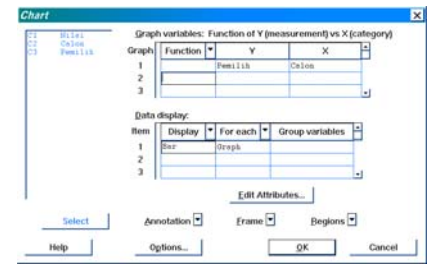 Chart
C1 Nilai
C2 Calon
C3 Pemilih
Graph variables: Function of Y (measurement) vs X (category)
Graph Function Y X
1 Pemilih Calon
2
3
Data display:
Item Display For each Group variables
1 Bar Graph
2
3
Edit Attributes...
Select Annotation Frame Regions
Help Options... OK Cancel